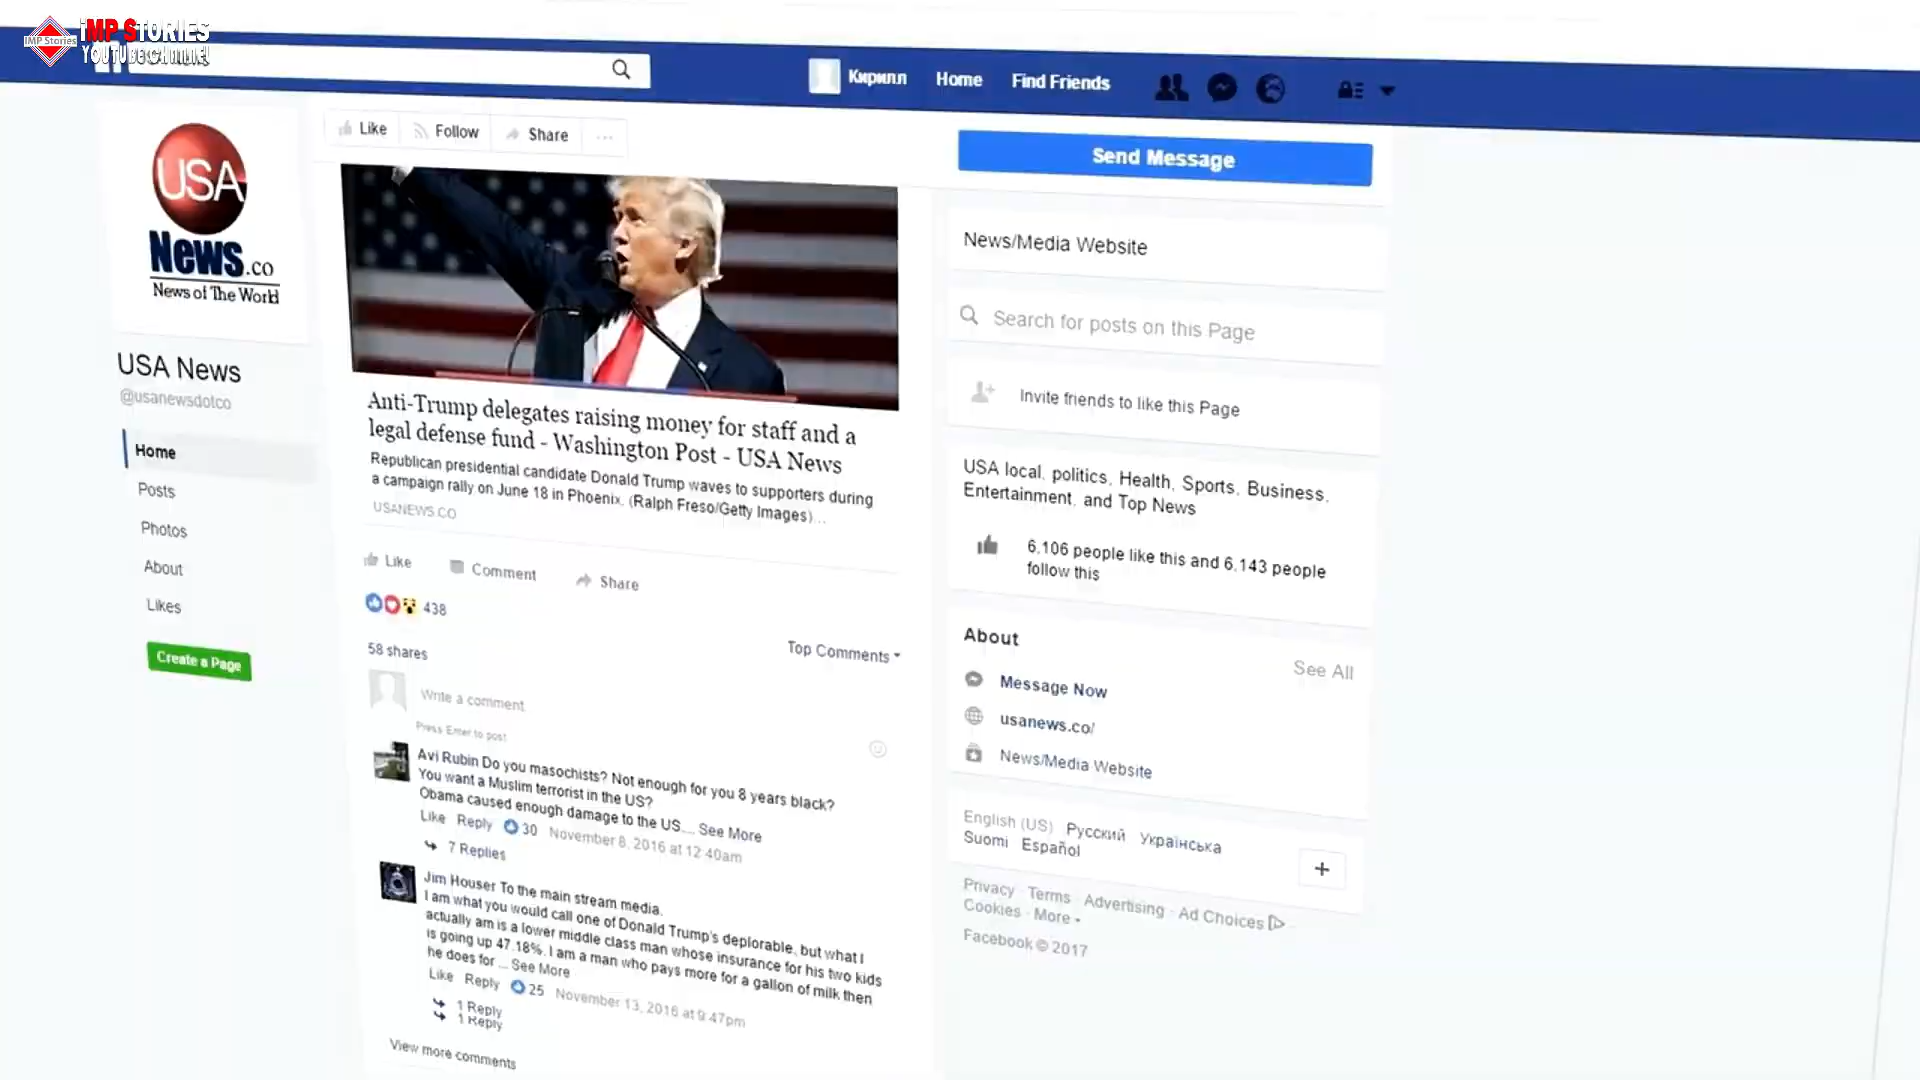 IMP Stories
iMP STORIES
YOUTUBE CHANNEL
Кирилл
Home
Find Friends
Like
Follow
Share
Send Message
USA
News.co
News of The World
USA News
@usanewsdotco
Home
Posts
Photos
About
Likes
Create a Page
Anti-Trump delegates raising money for staff and a
legal defense fund - Washington Post - USA News
Republican presidential candidate Donald Trump waves to supporters during
a campaign rally on June 18 in Phoenix. (Ralph Freso/Getty Images)...
USANEWS.CO
Like Comment Share
438
58 shares
Top Comments
Write a comment
Press Enter to post
Avi Rubin Do you masochists? Not enough for you 8 years black?
You want a Muslim terrorist in the US?
Obama caused enough damage to the US.... See More
Like Reply 30 November 8, 2016 at 12:40am
7 Replies
Jim Houser To the main stream media.
I am what you would call one of Donald Trump's deplorable, but what I
actually am is a lower middle class man whose insurance for his two kids
is going up 47.18%. I am a man who pays more for a gallon of milk then
he does for ... See More
Like Reply 25 November 13, 2016 at 9:47pm
1 Reply
1 Reply
View more comments
News/Media Website
Search for posts on this Page
Invite friends to like this Page
USA local, politics, Health, Sports, Business,
Entertainment, and Top News
6,106 people like this and 6,143 people
follow this
About
See All
Message Now
usanews.co/
News/Media Website
English (US) Русский Українська
Suomi Español
+
Privacy · Terms · Advertising · Ad Choices
Cookies · More
Facebook © 2017